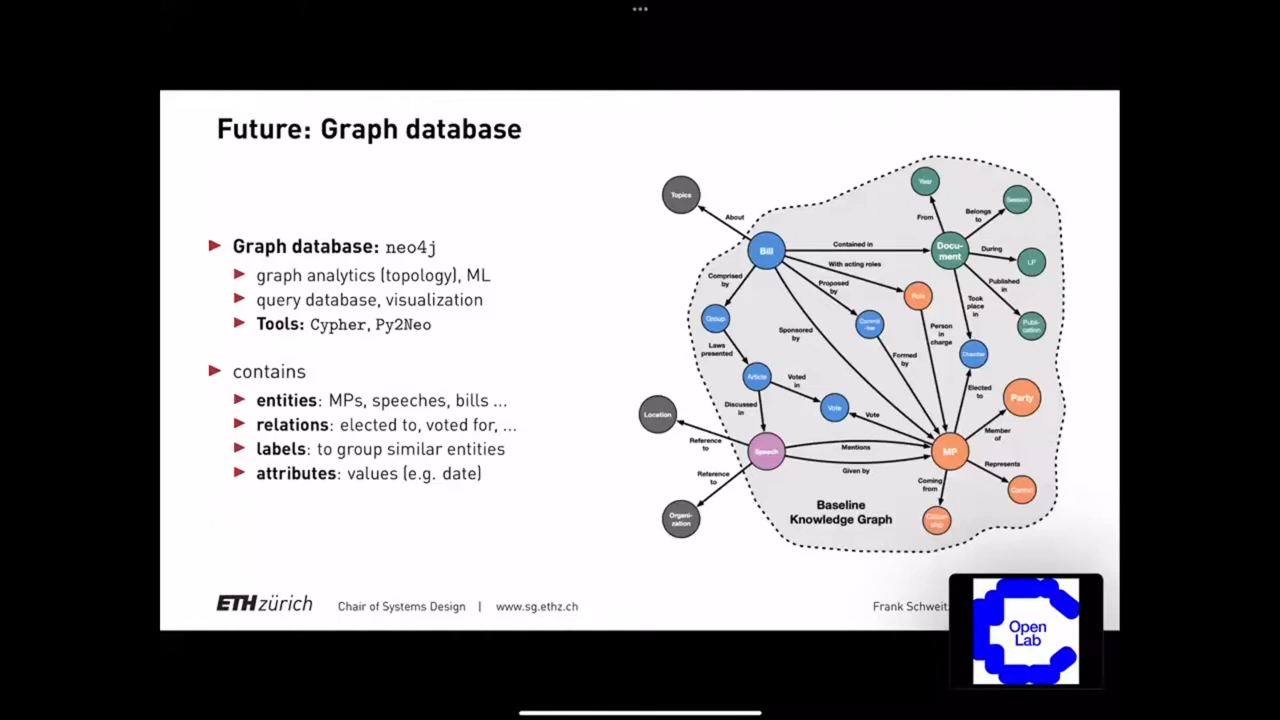 Future: Graph database
Graph database: neo4j
graph analytics (topology), ML
query database, visualization
Tools: Cypher, Py2Neo
contains
entities: MPs, speeches, bills ...
relations: elected to, voted for, ...
labels: to group similar entities
attributes: values (e.g. date)
Topics
About
Bill
Contained in
With acting roles
Proposed
by
Comprised
by
Sponsored
by
Group
Laws
presented
Article
Voted
in
Vote
Vote
Discussed
in
Role
Person
in
charge
Formed
by
Year
From
Docu-
ment
Belongs
to
Session
During
LP
Published
in
Publi-
cation
Took
place
in
Chamber
Elected
to
Party
Member
of
MP
Represents
Canton
Coming
from
Citizen-
ship
Location
Reference
to
Speech
Mentions
Given by
Reference
to
Organi-
zation
Baseline
Knowledge Graph
ETH zürich
Chair of Systems Design | www.sg.ethz.ch
Frank Schweit
Open
Lab